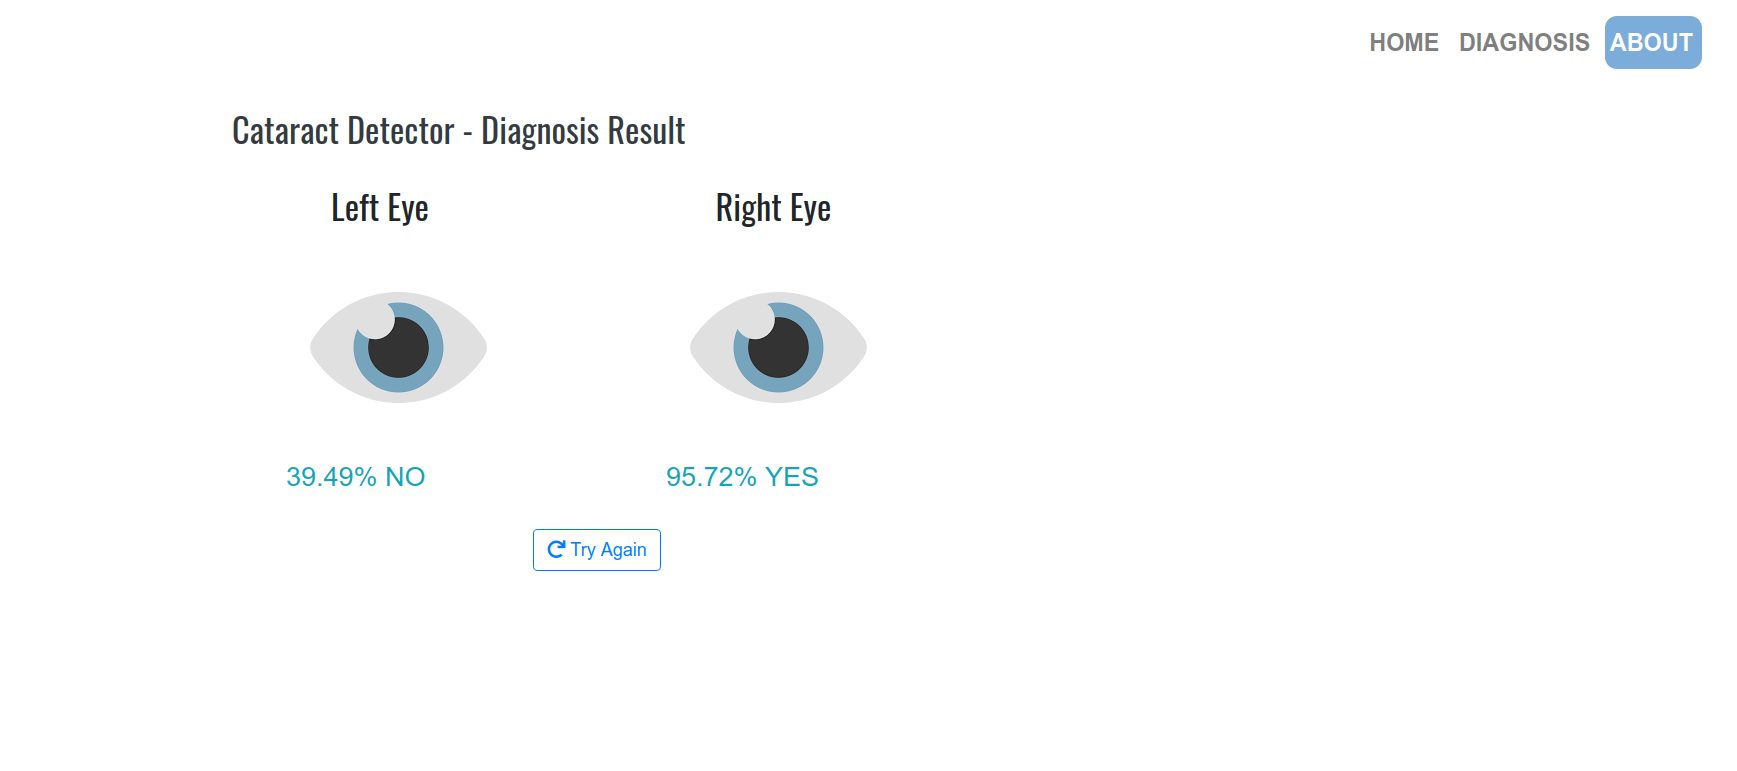 HOME DIAGNOSIS ABOUT
Cataract Detector - Diagnosis Result
Left Eye Right Eye
39.49% NO 95.72% YES
Try Again